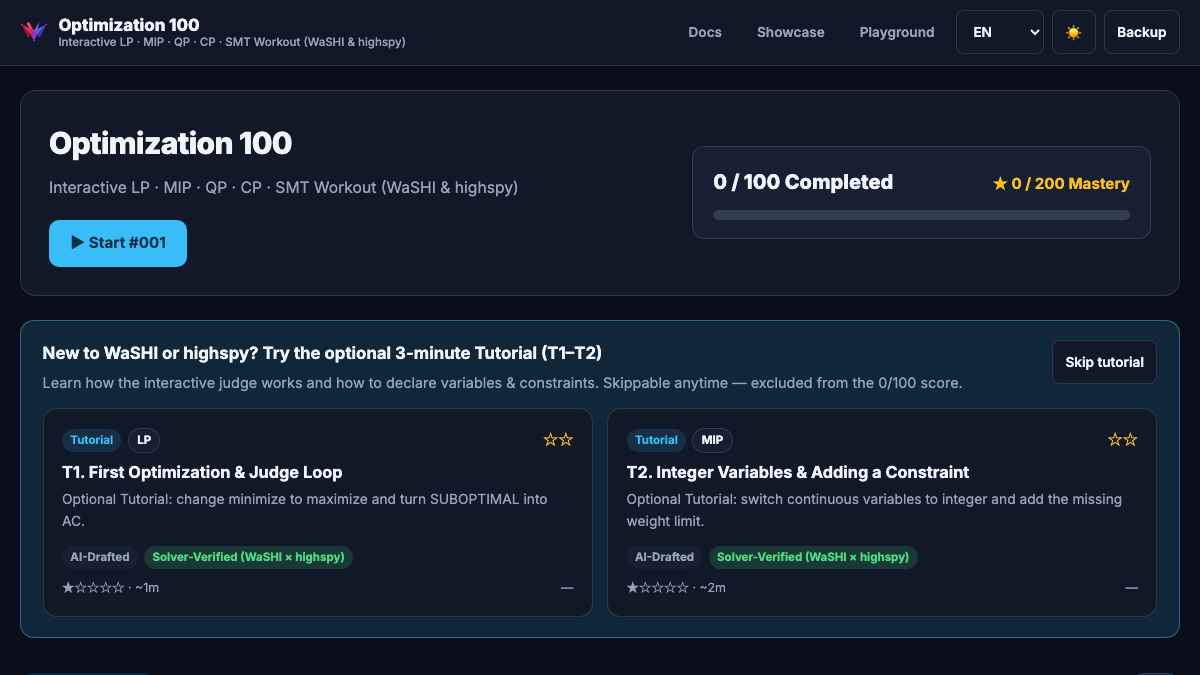 Optimization 100
Interactive LP · MIP · QP · CP · SMT Workout (WaSHI & highspy)
Docs
Showcase
Playground
EN
Backup
Optimization 100
Interactive LP · MIP · QP · CP · SMT Workout (WaSHI & highspy)
▶ Start #001
0 / 100 Completed
★ 0 / 200 Mastery
New to WaSHI or highspy? Try the optional 3-minute Tutorial (T1–T2)
Learn how the interactive judge works and how to declare variables & constraints. Skippable anytime — excluded from the 0/100 score.
Skip tutorial
Tutorial LP ☆☆
T1. First Optimization & Judge Loop
Optional Tutorial: change minimize to maximize and turn SUBOPTIMAL into
AC.
AI-Drafted Solver-Verified (WaSHI × highspy)
★☆☆☆☆ · ~1m —
Tutorial MIP ☆☆
T2. Integer Variables & Adding a Constraint
Optional Tutorial: switch continuous variables to integer and add the missing
weight limit.
AI-Drafted Solver-Verified (WaSHI × highspy)
★☆☆☆☆ · ~2m —